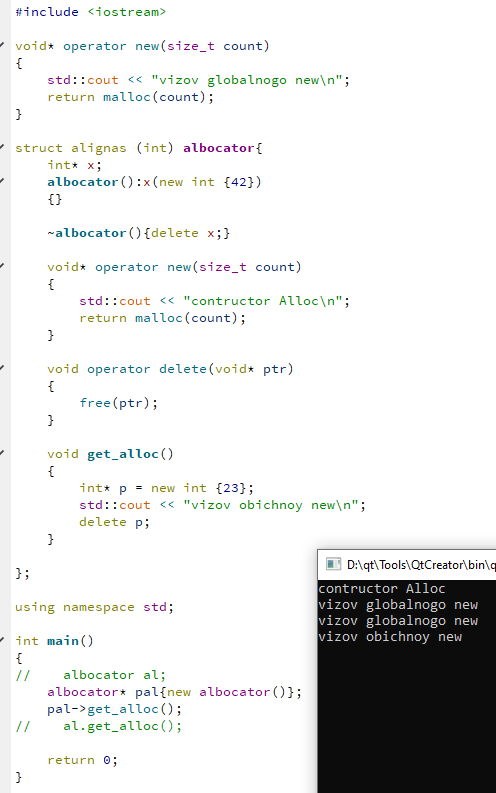 #include <iostream>
void* operator new(size_t count)
{
    std::cout << "vizov globalnogo new\n";
    return malloc(count);
}
struct alignas (int) albocator{
    int* x;
    albocator():x(new int {42})
    {}
    ~albocator(){delete x;}
    void* operator new(size_t count)
    {
        std::cout << "contructor Alloc\n";
        return malloc(count);
    }
    void operator delete(void* ptr)
    {
        free(ptr);
    }
    void get_alloc()
    {
        int* p = new int {23};
        std::cout << "vizov obichnoy new\n";
        delete p;
    }
};
using namespace std;
int main()
{
//    albocator al;
    albocator* pal{new albocator()};
    pal->get_alloc();
//    al.get_alloc();
    return 0;
}
D:\qt\Tools\QtCreator\bin\q
contructor Alloc
vizov globalnogo new
vizov globalnogo new
vizov obichnoy new